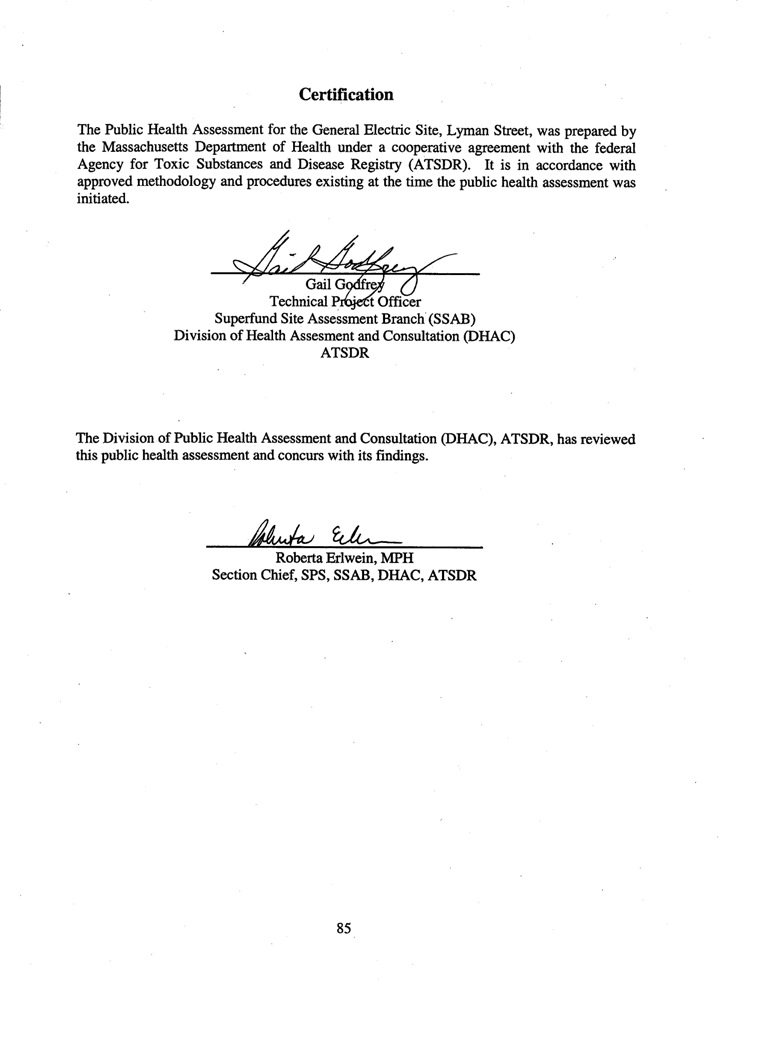 Certification
The Public Health Assessment for the General Electric Site, Lyman Street, was prepared by
the Massachusetts Department of Health under a cooperative agreement with the federal
Agency for Toxic Substances and Disease Registry (ATSDR). It is in accordance with
approved methodology and procedures existing at the time the public health assessment was
initiated.
Gail Godfrey
Gail Godfrey
Technical Project Officer
Superfund Site Assessment Branch (SSAB)
Division of Health Assesment and Consultation (DHAC)
ATSDR
The Division of Public Health Assessment and Consultation (DHAC), ATSDR, has reviewed
this public health assessment and concurs with its findings.
Roberta Erlwein, MPH
Section Chief, SPS, SSAB, DHAC, ATSDR
85